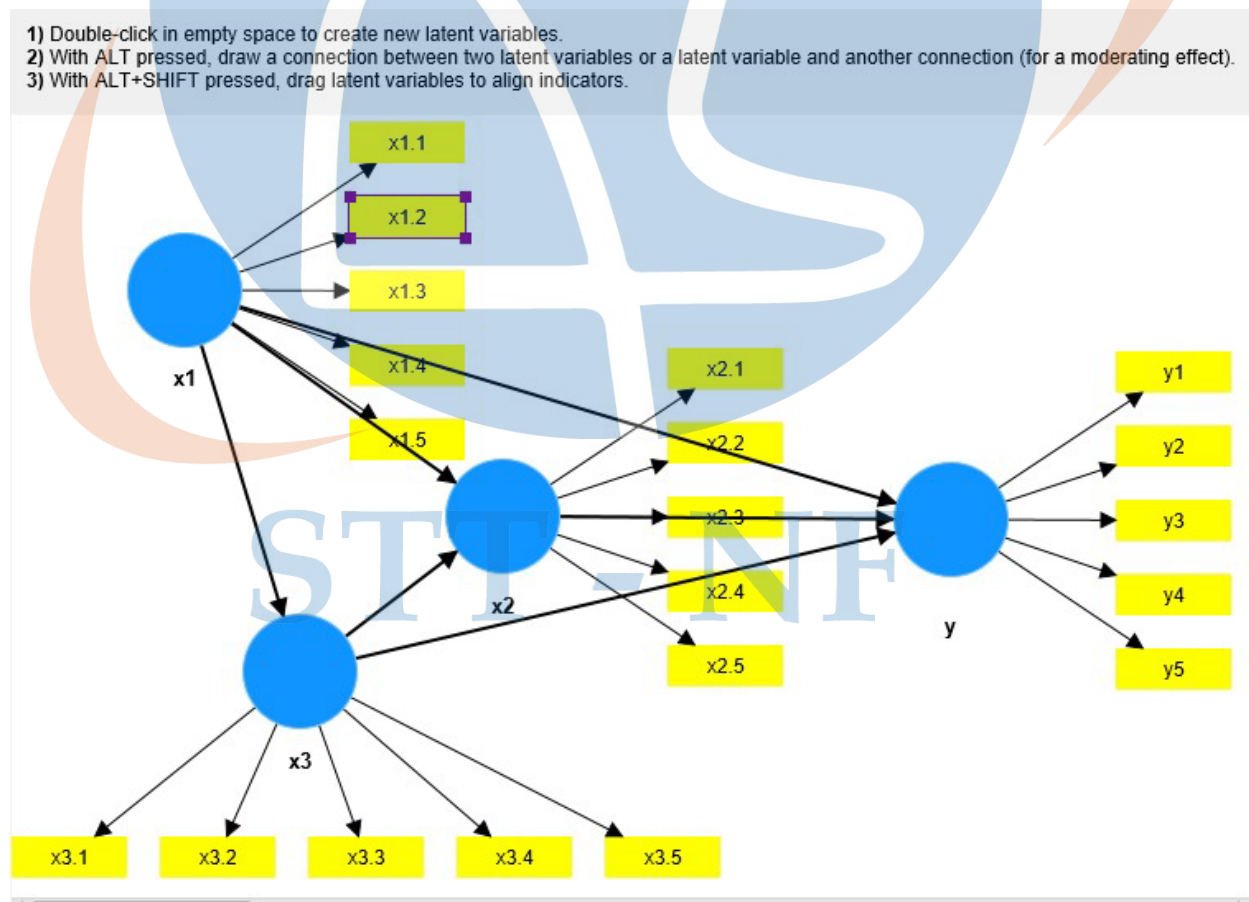 1) Double-click in empty space to create new latent variables.
2) With ALT pressed, draw a connection between two latent variables or a latent variable and another connection (for a moderating effect).
3) With ALT+SHIFT pressed, drag latent variables to align indicators.
x1.1
x1.2
x1.3
x1.4
x1.5
x1
x2.1
x2.2
x2.3
x2.4
x2.5
x2
y1
y2
y3
y4
y5
y
STT - NF
x3
x3.1 x3.2 x3.3 x3.4 x3.5